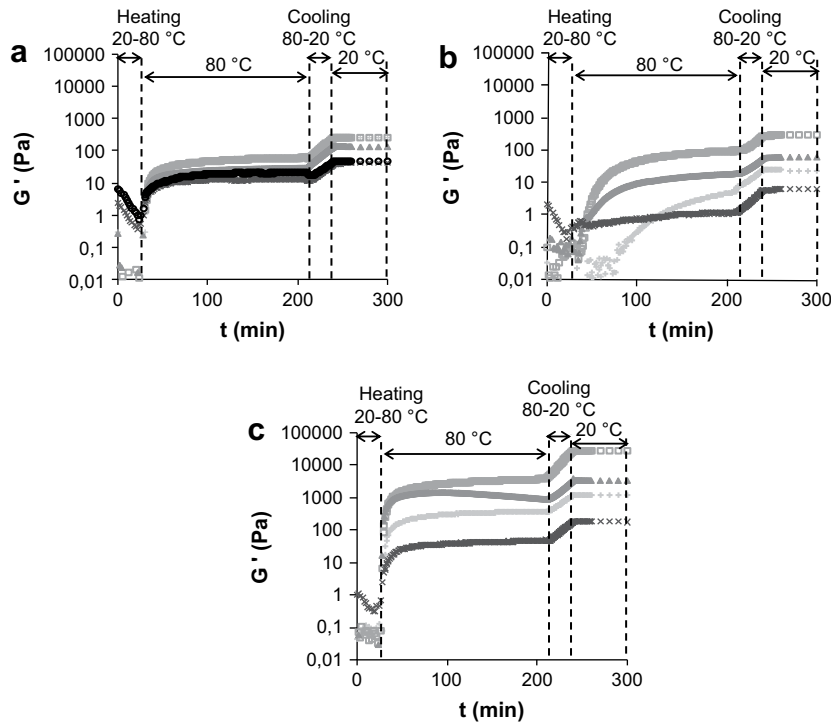 a
Heating
20-80 °C
Cooling
80-20 °C
80 °C
20 °C
100000
10000
1000
100
10
1
0,1
0,01
G ' (Pa)
0
100
200
300
t (min)
b
Heating
20-80 °C
Cooling
80-20 °C
80 °C
20 °C
100000
10000
1000
100
10
1
0,1
0,01
G ' (Pa)
0
100
200
300
t (min)
c
Heating
20-80 °C
Cooling
80-20 °C
80 °C
20 °C
100000
10000
1000
100
10
1
0,1
0,01
G ' (Pa)
0
100
200
300
t (min)